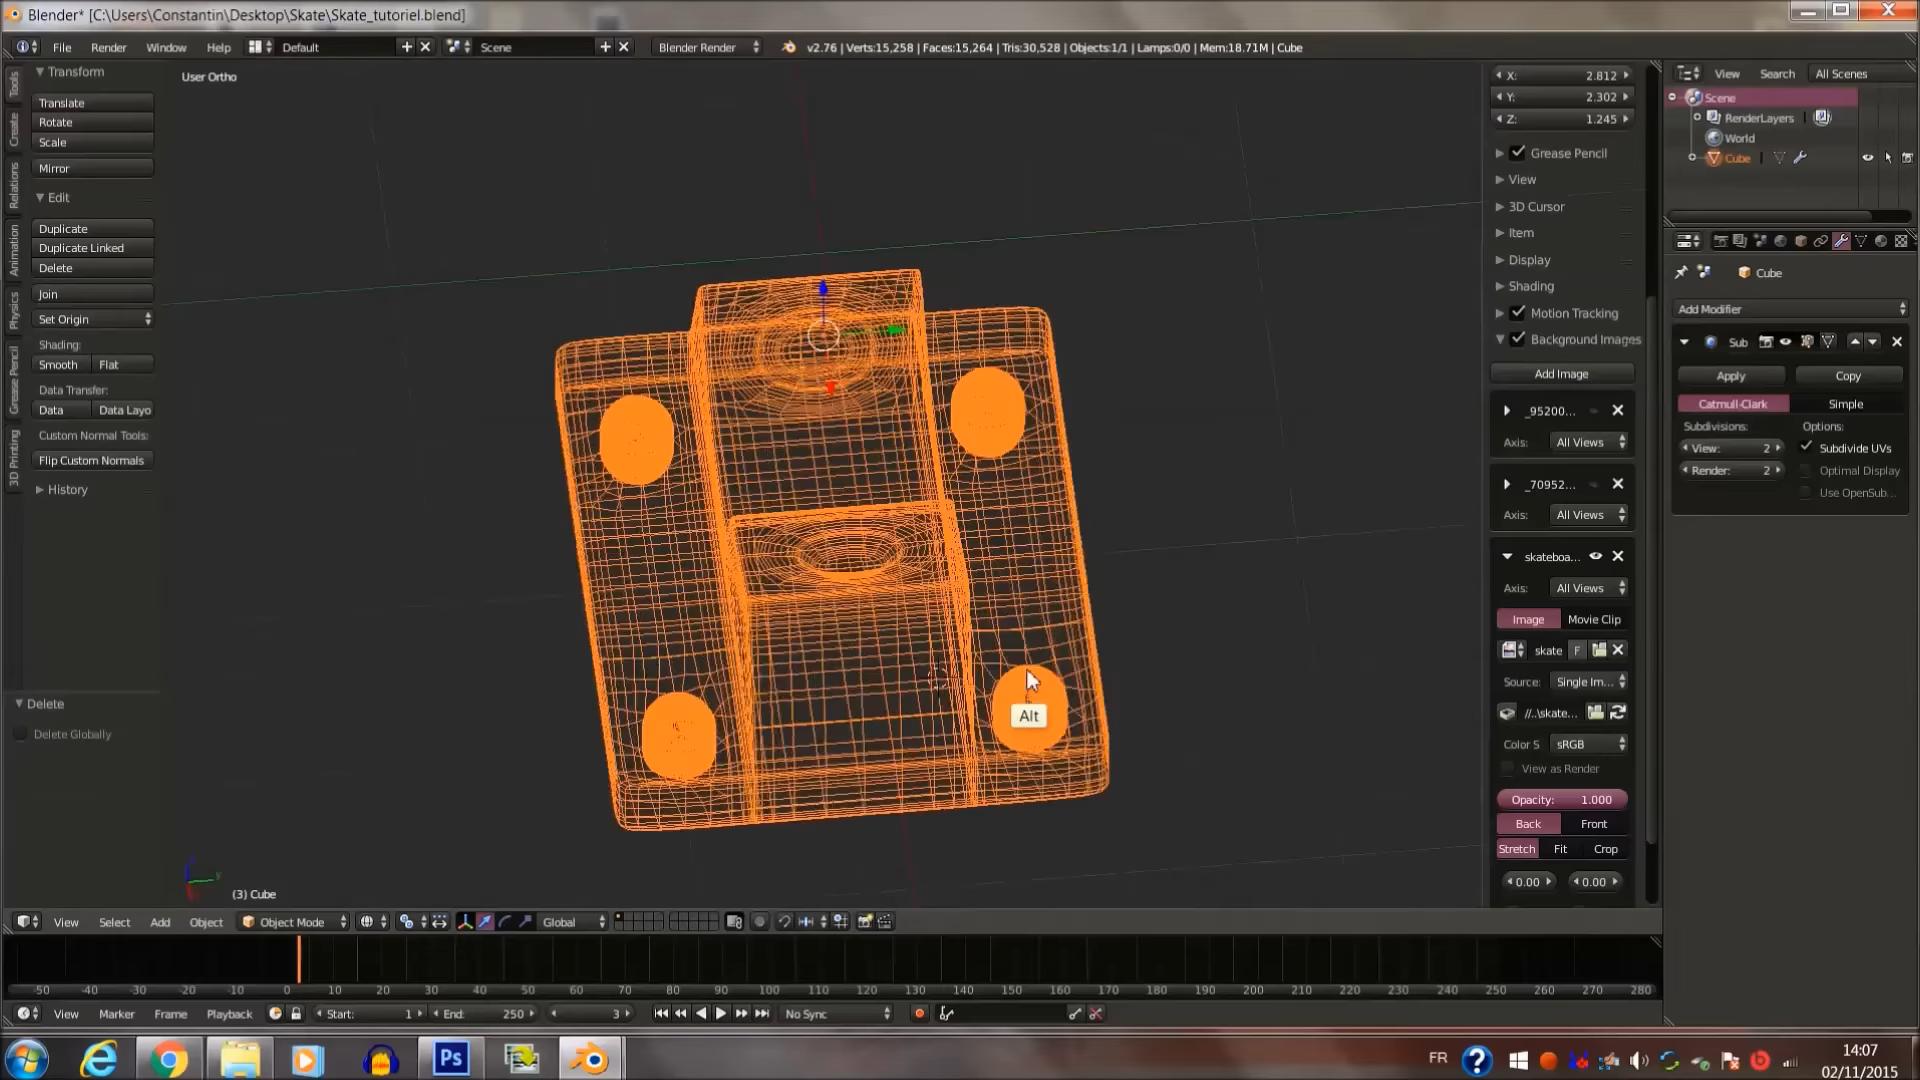 Blender* [C:\Users\Constantin\Desktop\Skate\Skate_tutoriel.blend]
File Render Window Help Default Scene Blender Render v2.76 | Verts:15,258 | Faces:15,264 | Tris:30,528 | Objects:1/1 | Lamps:0/0 | Mem:18.71M | Cube
Tools
Create
Relations
Animation
Physics
Grease Pencil
3D Printing
Transform
Translate
Rotate
Scale
Mirror
Edit
Duplicate
Duplicate Linked
Delete
Join
Set Origin
Shading:
Smooth Flat
Data Transfer:
Data Data Layo
Custom Normal Tools:
Flip Custom Normals
History
Delete
Delete Globally
User Ortho
Alt
(3) Cube
X: 2.812
Y: 2.302
Z: 1.245
Grease Pencil
View
3D Cursor
Item
Display
Shading
Motion Tracking
Background Images
Add Image
_95200...
Axis: All Views
_70952...
Axis: All Views
skateboa...
Axis: All Views
Image Movie Clip
skate F
Source: Single Im...
//..\skate...
Color S sRGB
View as Render
Opacity: 1.000
Back Front
Stretch Fit Crop
0.00 0.00
View Search All Scenes
Scene
RenderLayers
World
Cube
Cube
Add Modifier
Sub
Apply Copy
Catmull-Clark Simple
Subdivisions: Options:
View: 2 Subdivide UVs
Render: 2 Optimal Display
Use OpenSub...
View Select Add Object Object Mode Global
-50 -40 -30 -20 -10 0 10 20 30 40 50 60 70 80 90 100 110 120 130 140 150 160 170 180 190 200 210 220 230 240 250 260 270 280
View Marker Frame Playback Start: 1 End: 250 3 No Sync
Ps
FR
14:07
02/11/2015